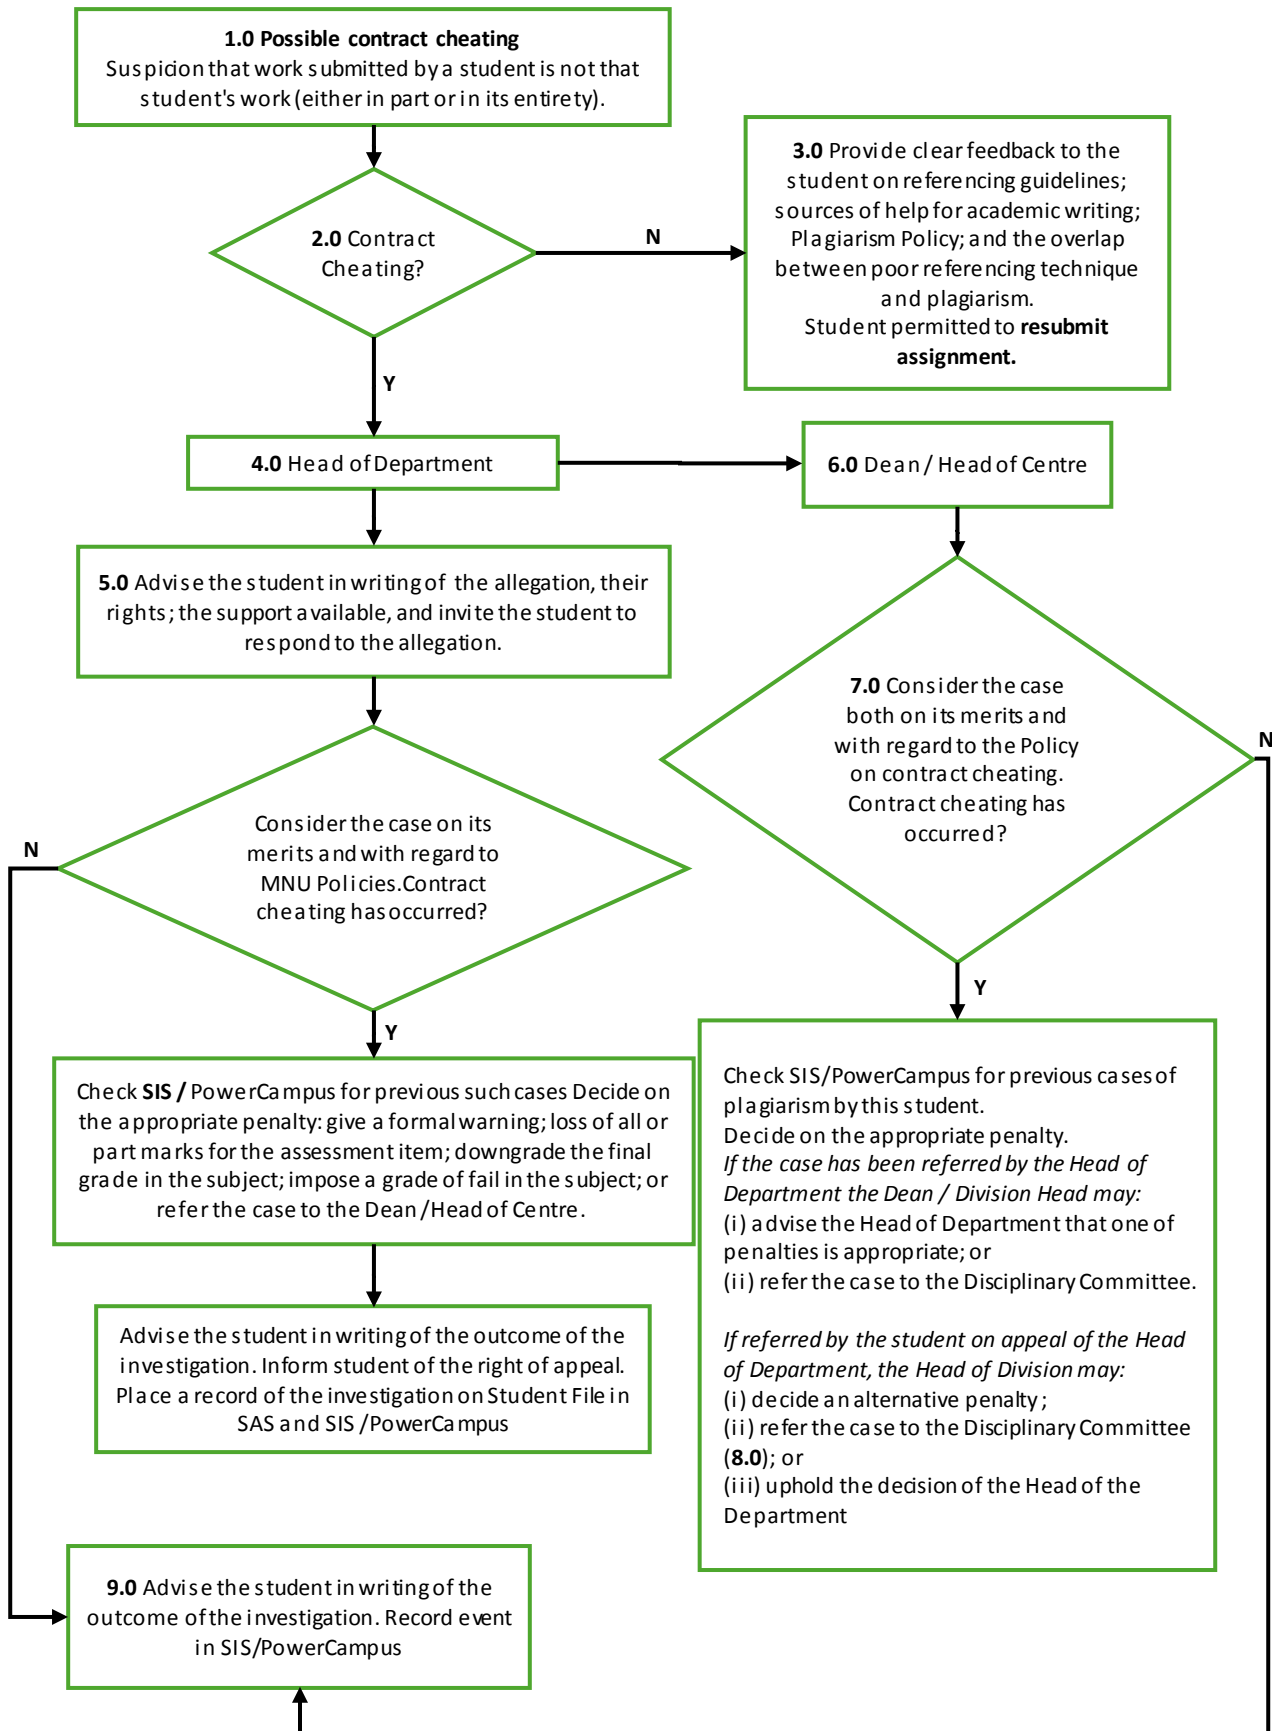 1.0 Possible contract cheating
Suspicion that work submitted by a student is not that
student's work (either in part or in its entirety).
2.0 Contract
Cheating?
N
3.0 Provide clear feedback to the
student on referencing guidelines;
sources of help for academic writing;
Plagiarism Policy; and the overlap
between poor referencing technique
and plagiarism.
Student permitted to resubmit
assignment.
Y
4.0 Head of Department
6.0 Dean / Head of Centre
5.0 Advise the student in writing of the allegation, their
rights; the support available, and invite the student to
respond to the allegation.
7.0 Consider the case
both on its merits and
with regard to the Policy
on contract cheating.
Contract cheating has
occurred?
N
N
Consider the case on its
merits and with regard to
MNU Policies.Contract
cheating has occurred?
Y
Y
Check SIS / PowerCampus for previous such cases Decide on
the appropriate penalty: give a formal warning; loss of all or
part marks for the assessment item; downgrade the final
grade in the subject; impose a grade of fail in the subject; or
refer the case to the Dean /Head of Centre.
Check SIS/PowerCampus for previous cases of
plagiarism by this student.
Decide on the appropriate penalty.
If the case has been referred by the Head of
Department the Dean / Division Head may:
(i) advise the Head of Department that one of
penalties is appropriate; or
(ii) refer the case to the Disciplinary Committee.
If referred by the student on appeal of the Head
of Department, the Head of Division may:
(i) decide an alternative penalty;
(ii) refer the case to the Disciplinary Committee
(8.0); or
(iii) uphold the decision of the Head of the
Department
Advise the student in writing of the outcome of the
investigation. Inform student of the right of appeal.
Place a record of the investigation on Student File in
SAS and SIS /PowerCampus
9.0 Advise the student in writing of the
outcome of the investigation. Record event
in SIS/PowerCampus